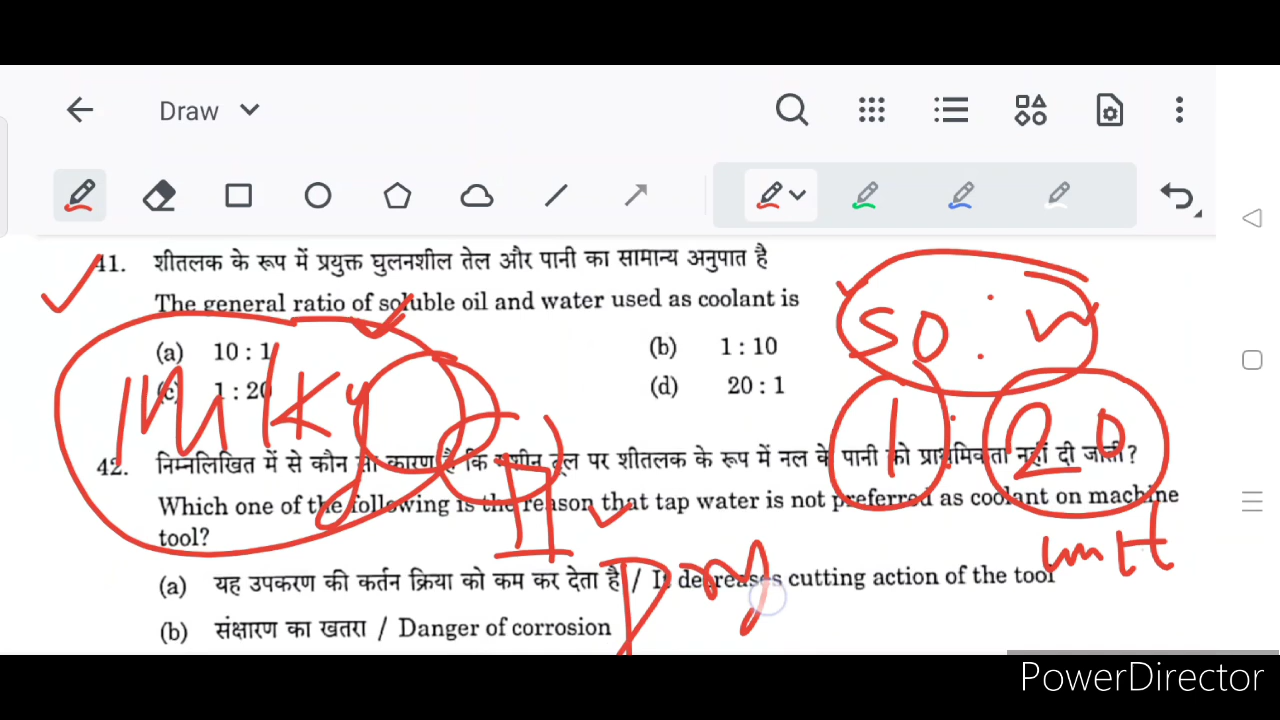 Draw
41. शीतलक के रूप में प्रयुक्त घुलनशील तेल और पानी का सामान्य अनुपात है
The general ratio of soluble oil and water used as coolant is
SO : W
(a) 10 : 1 (b) 1 : 10
(c) 1 : 20 (d) 20 : 1
Milky
1 : 20
42. निम्नलिखित में से कौन सा कारण है कि मशीन टूल पर शीतलक के रूप में नल के पानी को प्राथमिकता नहीं दी जाती?
Which one of the following is the reason that tap water is not preferred as coolant on machine
tool?
(a) यह उपकरण की कर्तन क्रिया को कम कर देता है / It decreases cutting action of the tool
(b) संक्षारण का खतरा / Danger of corrosion
PowerDirector